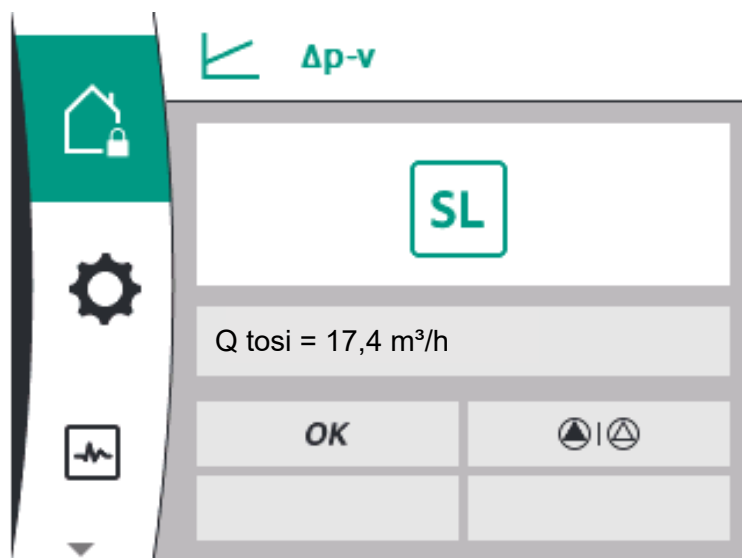 Δp-v
SL
Q tosi = 17,4 m³/h
OK